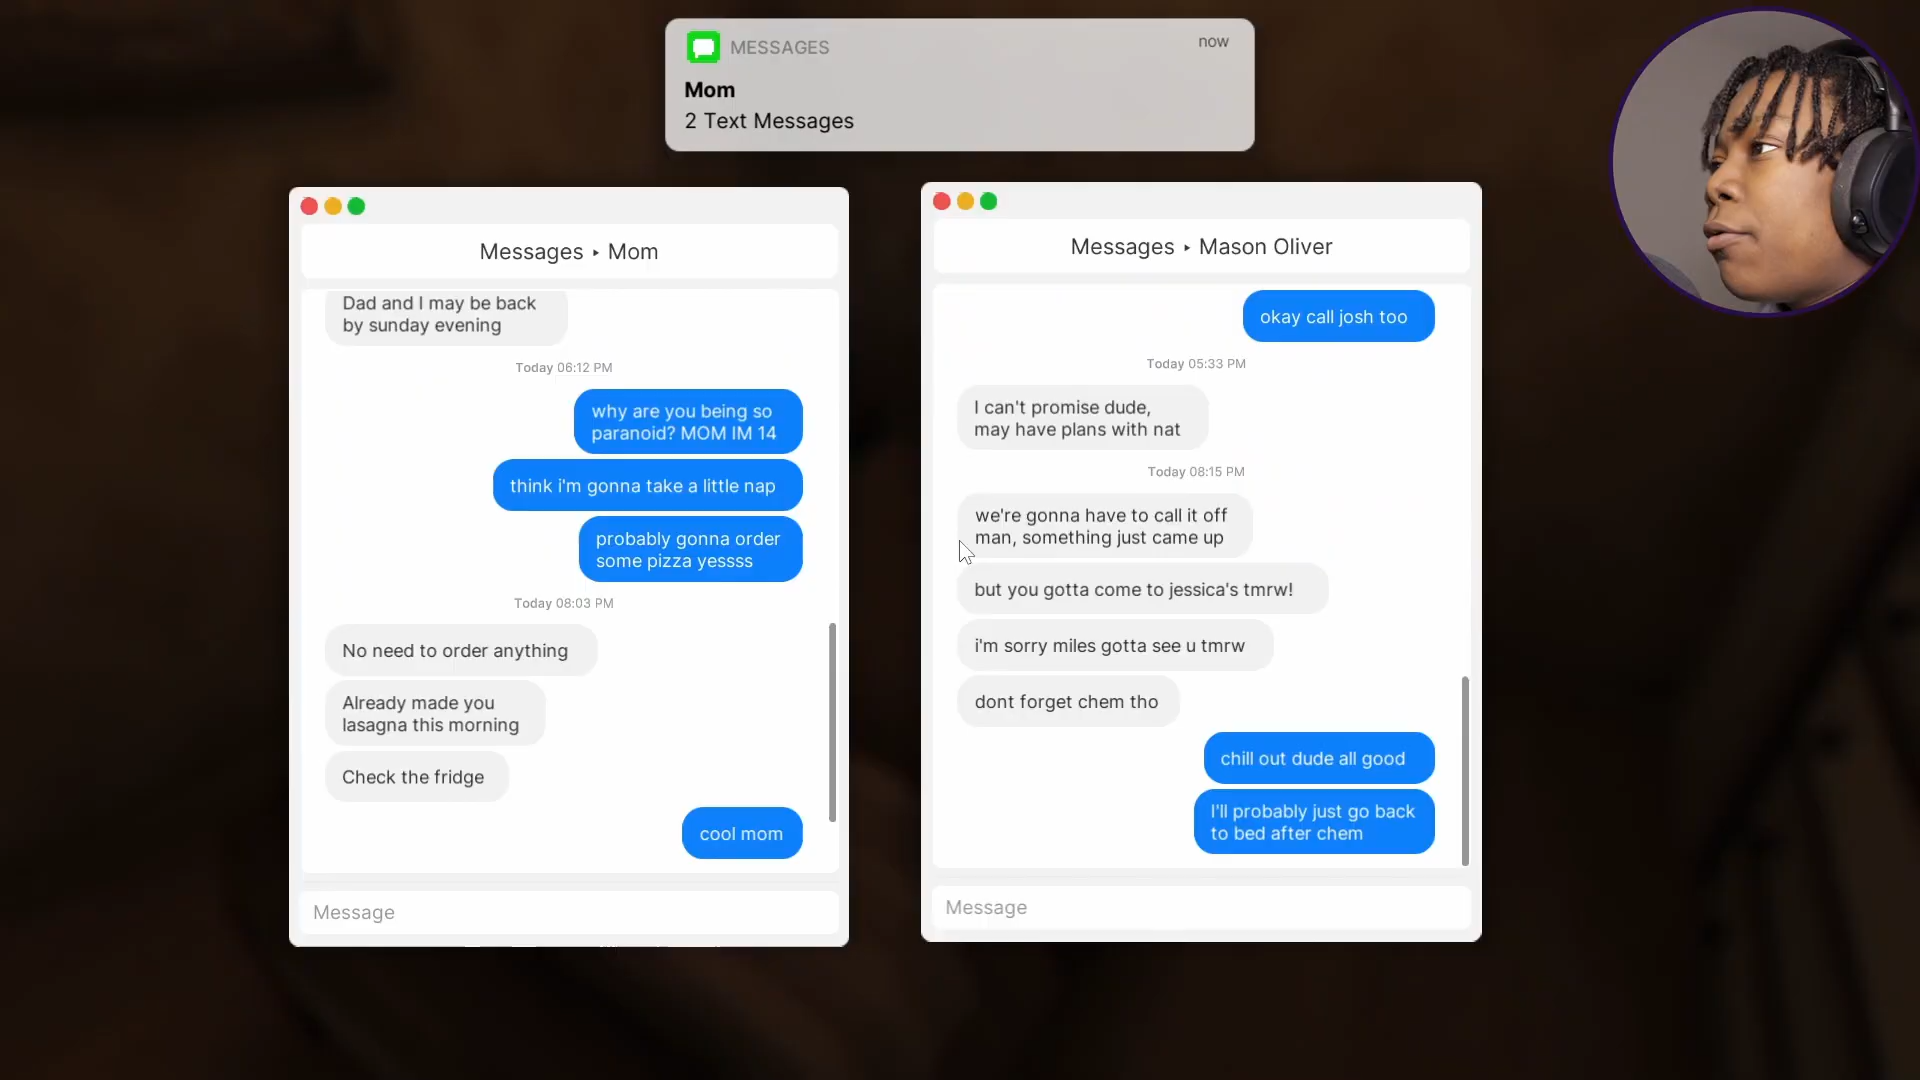 MESSAGES
now
Mom
2 Text Messages
Messages ‣ Mom
Dad and I may be back
by sunday evening
Today 06:12 PM
why are you being so
paranoid? MOM IM 14
think i'm gonna take a little nap
probably gonna order
some pizza yessss
Today 08:03 PM
No need to order anything
Already made you
lasagna this morning
Check the fridge
cool mom
Message
Messages ‣ Mason Oliver
okay call josh too
Today 05:33 PM
I can't promise dude,
may have plans with nat
Today 08:15 PM
we're gonna have to call it off
man, something just came up
but you gotta come to jessica's tmrw!
i'm sorry miles gotta see u tmrw
dont forget chem tho
chill out dude all good
I'll probably just go back
to bed after chem
Message